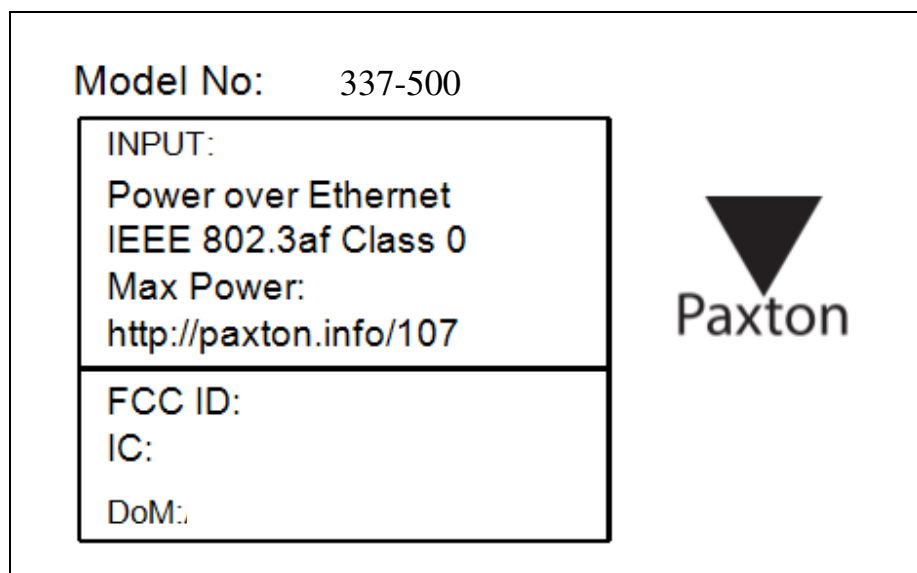 Model No: 337-500
INPUT:
Power over Ethernet
IEEE 802.3af Class 0
Max Power:
http://paxton.info/107
Paxton
FCC ID:
IC:
DoM: